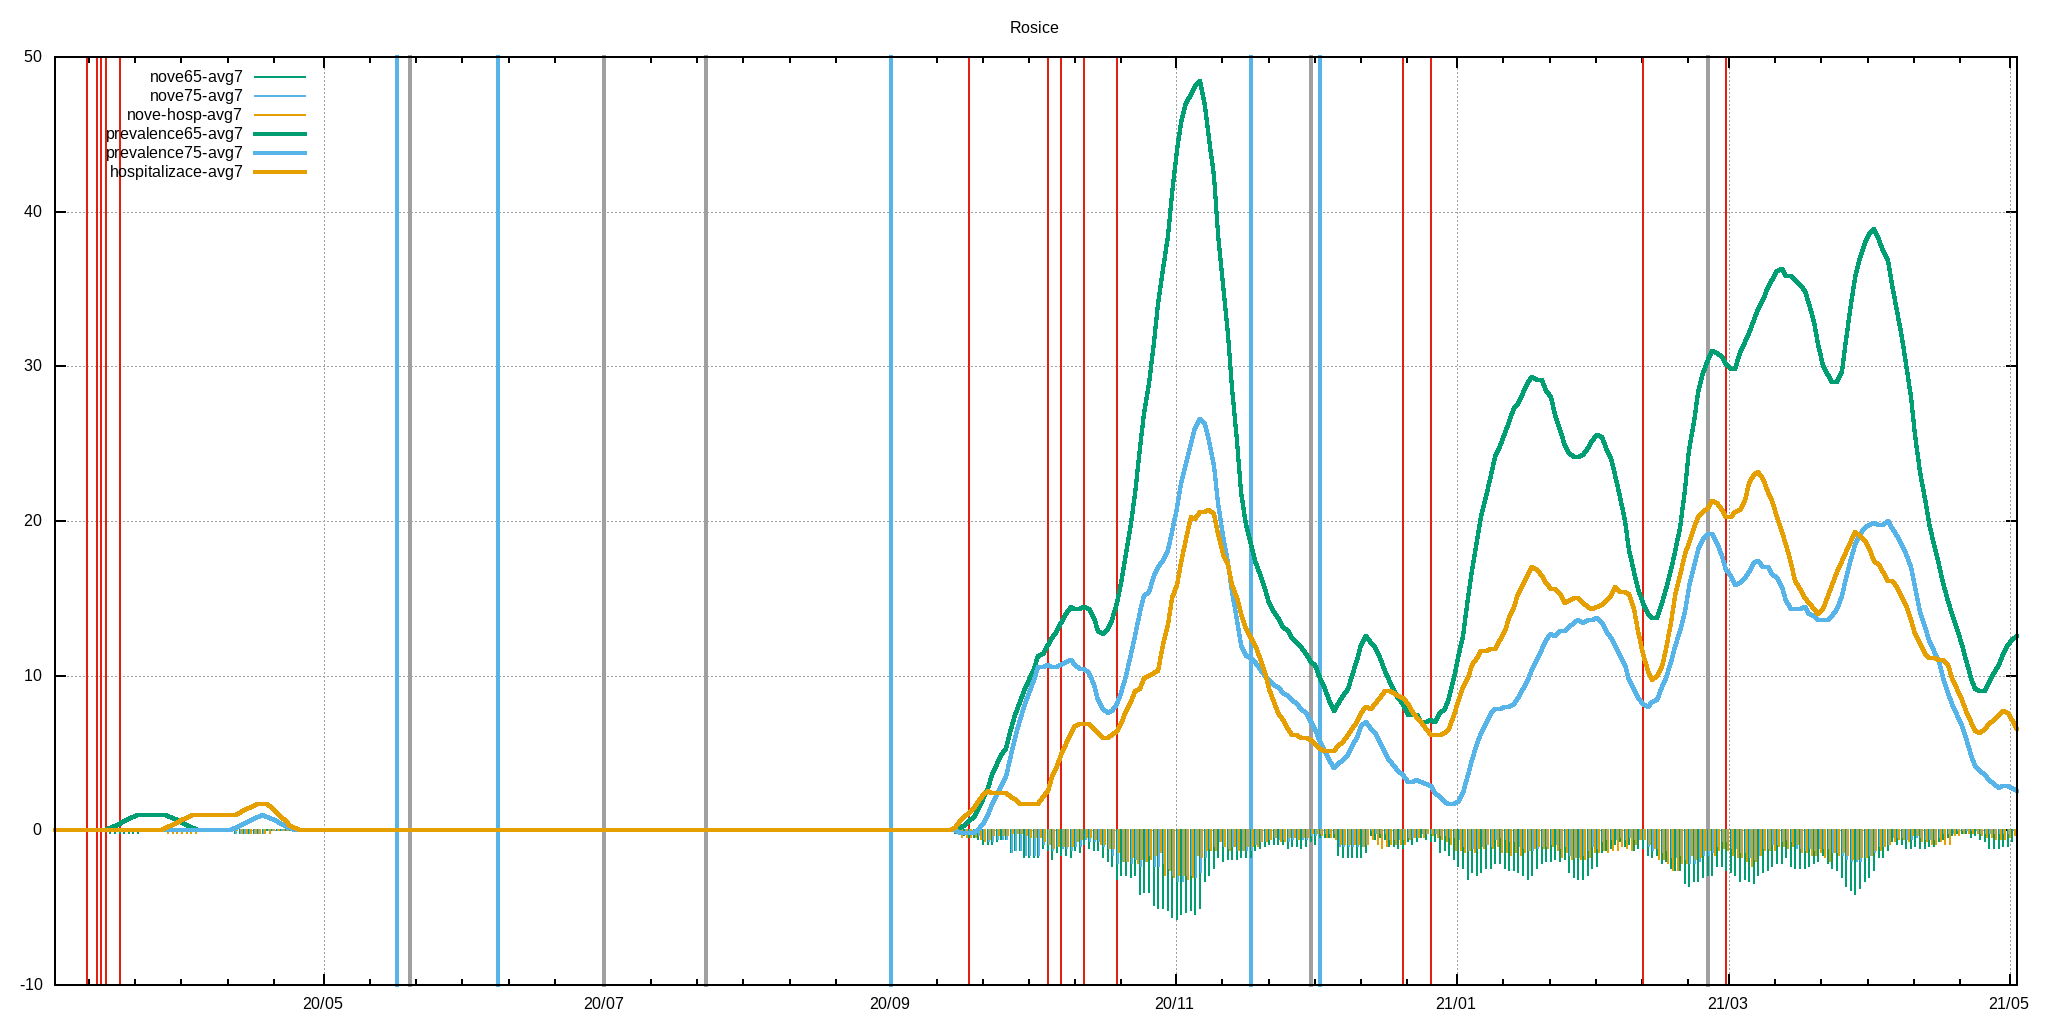 Rosice
50
nove65-avg7
nove75-avg7
nove-hosp-avg7
prevalence65-avg7
prevalence75-avg7
hospitalizace-avg7
40
30
20
10
0
-10
20/05 20/07 20/09 20/11 21/01 21/03 21/05